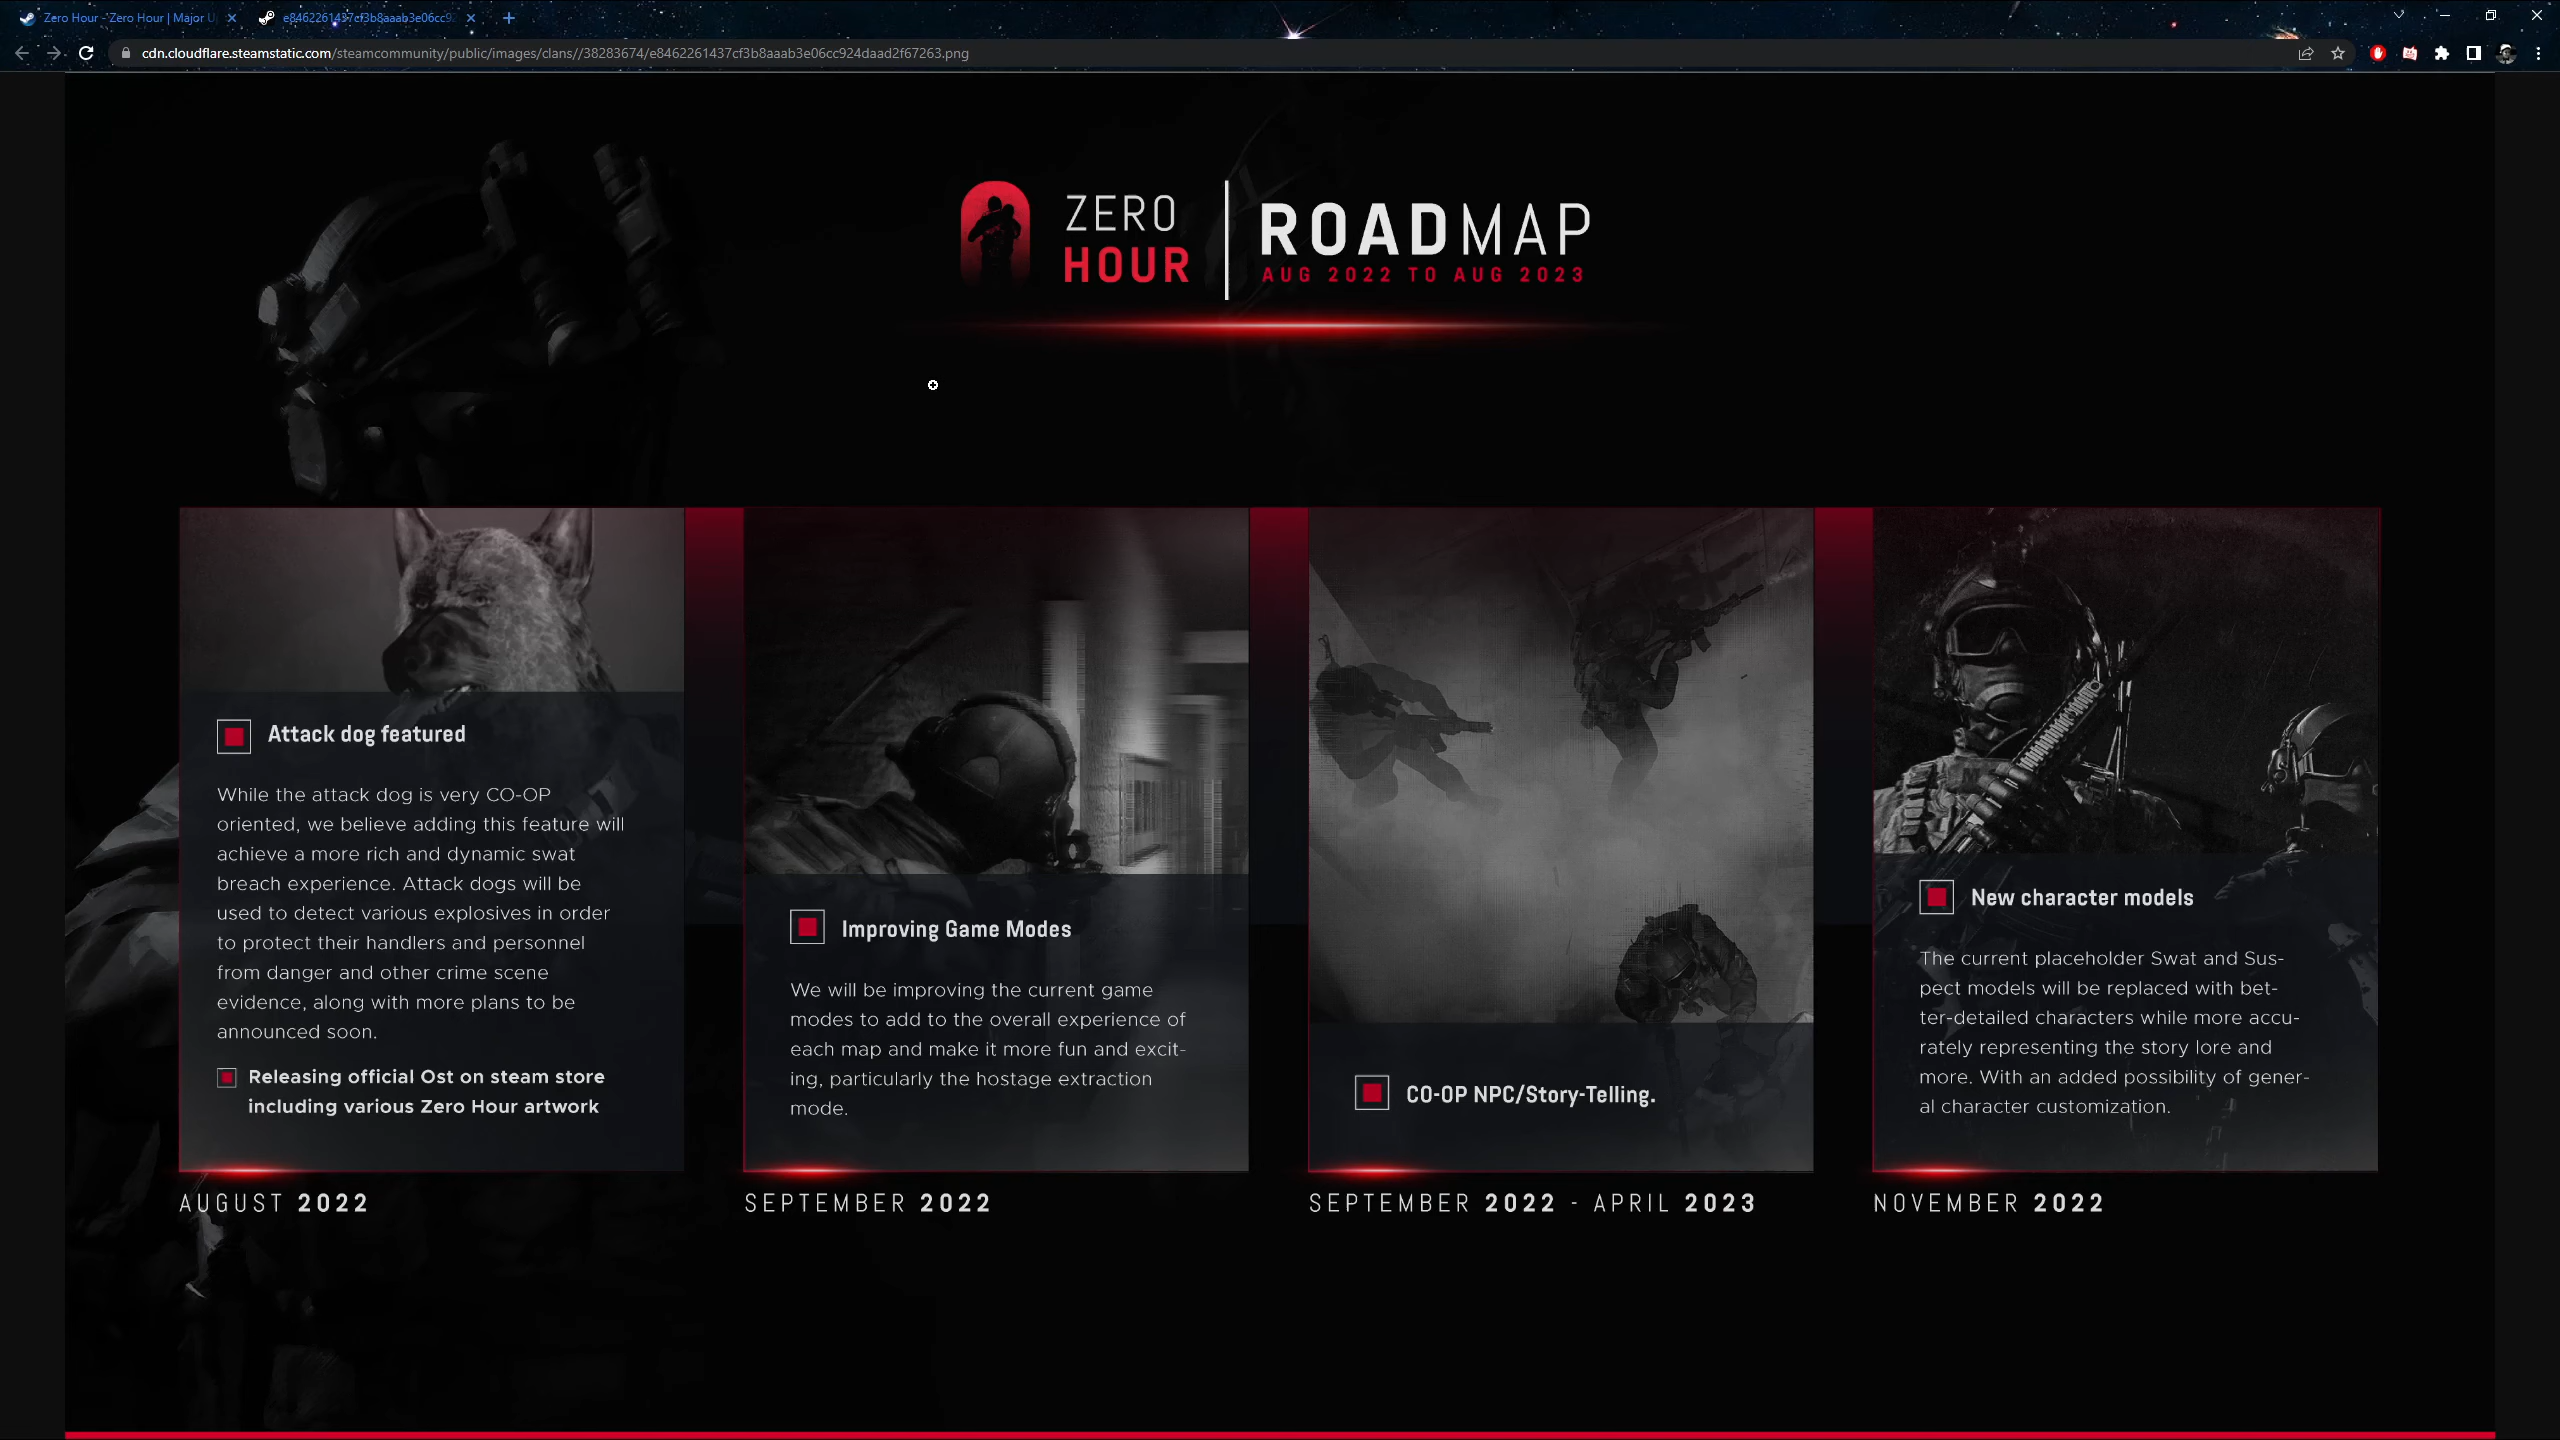 Zero Hour - 'Zero Hour | Major U
e8462261437cf3b8aaab3e06cc92
cdn.cloudflare.steamstatic.com/steamcommunity/public/images/clans//38283674/e8462261437cf3b8aaab3e06cc924daad2f67263.png
ZERO
HOUR
ROADMAP
AUG 2022 TO AUG 2023
Attack dog featured
While the attack dog is very CO-OP
oriented, we believe adding this feature will
achieve a more rich and dynamic swat
breach experience. Attack dogs will be
used to detect various explosives in order
to protect their handlers and personnel
from danger and other crime scene
evidence, along with more plans to be
announced soon.
Releasing official Ost on steam store
including various Zero Hour artwork
AUGUST 2022
Improving Game Modes
We will be improving the current game
modes to add to the overall experience of
each map and make it more fun and excit-
ing, particularly the hostage extraction
mode.
SEPTEMBER 2022
CO-OP NPC/Story-Telling.
SEPTEMBER 2022 - APRIL 2023
New character models
The current placeholder Swat and Sus-
pect models will be replaced with bet-
ter-detailed characters while more accu-
rately representing the story lore and
more. With an added possibility of gener-
al character customization.
NOVEMBER 2022